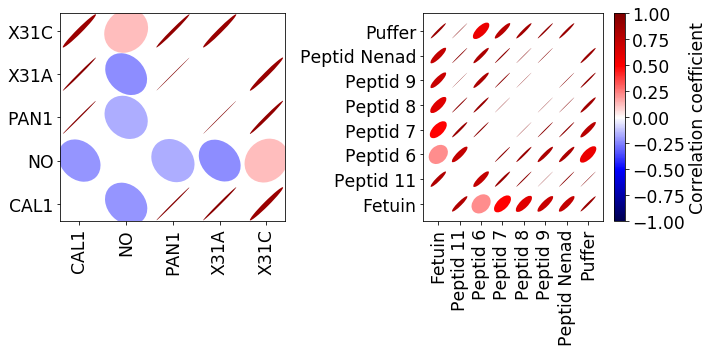 X31C
X31A
PAN1
NO
CAL1
CAL1
NO
PAN1
X31A
X31C
Puffer
Peptid Nenad
Peptid 9
Peptid 8
Peptid 7
Peptid 6
Peptid 11
Fetuin
Fetuin
Peptid 11
Peptid 6
Peptid 7
Peptid 8
Peptid 9
Peptid Nenad
Puffer
1.00
0.75
0.50
0.25
0.00
−0.25
−0.50
−0.75
−1.00
Correlation coefficient